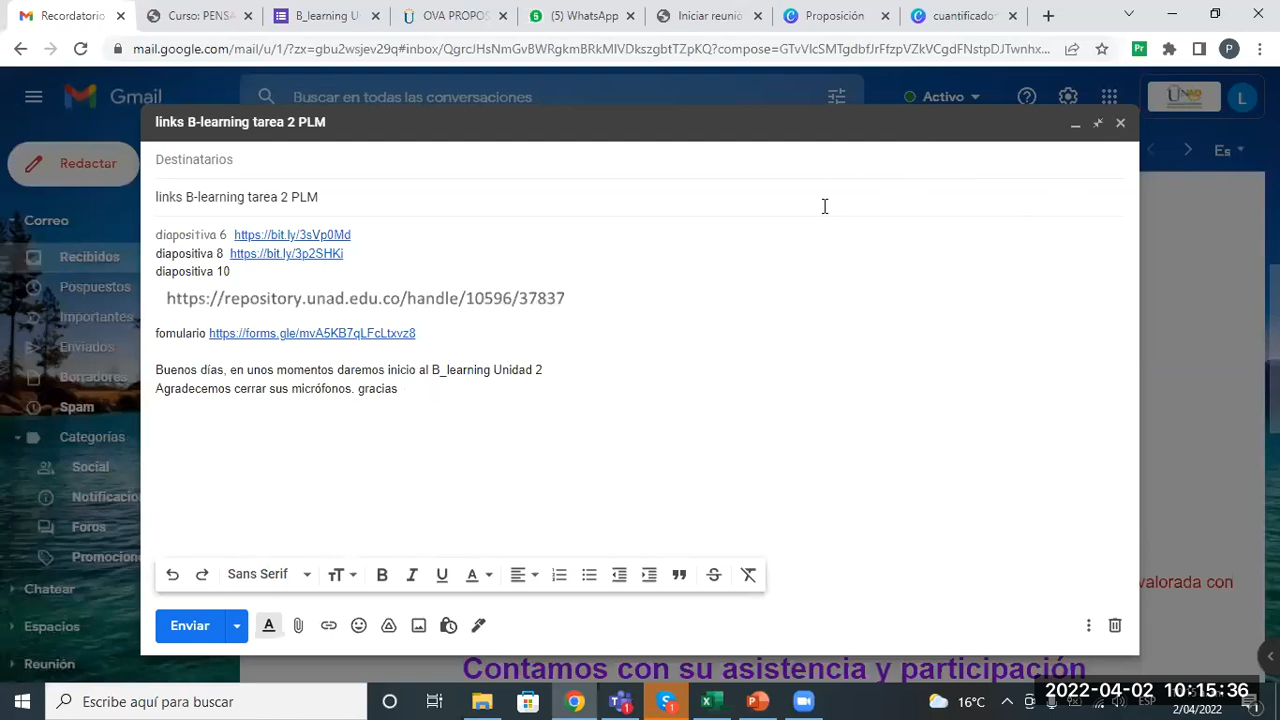 Recordatorio
Curso: PENSA
B_learning U
OVA PROPOS
(5) WhatsApp
Iniciar reunio
Proposición
cuantificado
mail.google.com/mail/u/1/?zx=gbu2wsjev29q#inbox/QgrcJHsNmGvBWRgkmBRkMIVDkszgbtTZpKQ?compose=GTvVlcSMTgdbfJrFfzpVZkVCgdFNstpDJTwnhx...
Gmail
Buscar en todas las conversaciones
Activo
L
P
Redactar
Correo
Recibidos
Pospuestos
Importantes
Enviados
Borradores
Spam
Categorías
Social
Notificacion
Foros
Promocione
Chatear
Espacios
Reunión
links B-learning tarea 2 PLM
Destinatarios
links B-learning tarea 2 PLM
diapositiva 6 https://bit.ly/3sVp0Md
diapositiva 8 https://bit.ly/3p2SHKi
diapositiva 10
https://repository.unad.edu.co/handle/10596/37837
fomulario https://forms.gle/mvA5KB7qLFcLtxvz8
Buenos días, en unos momentos daremos inicio al B_learning Unidad 2
Agradecemos cerrar sus micrófonos. gracias
Sans Serif
Enviar
Es
valorada con
Contamos con su asistencia y participación
Escribe aquí para buscar
16°C
2022-04-02 10:15:36
ESP
2/04/2022